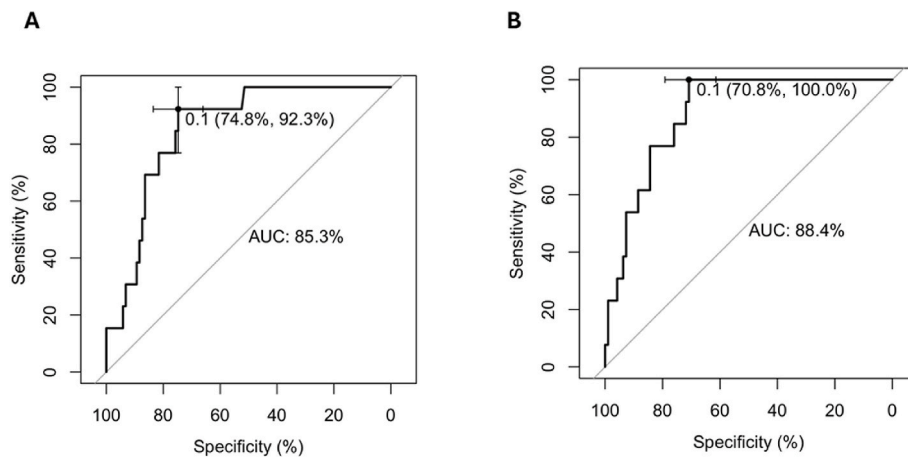 A
Sensitivity (%)
100
80
60
40
20
0
0.1 (74.8%, 92.3%)
AUC: 85.3%
100 80 60 40 20 0
Specificity (%)
B
Sensitivity (%)
100
80
60
40
20
0
0.1 (70.8%, 100.0%)
AUC: 88.4%
100 80 60 40 20 0
Specificity (%)